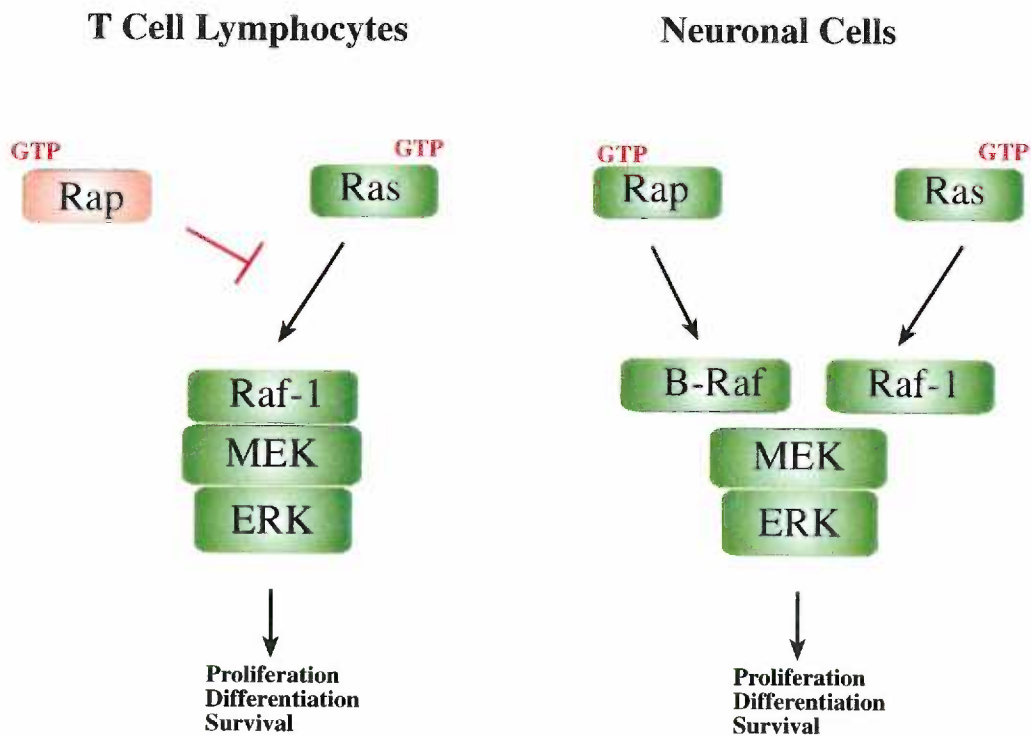 T Cell Lymphocytes
GTP
Rap
GTP
Ras
Raf-1
MEK
ERK
Proliferation
Differentiation
Survival
Neuronal Cells
GTP
Rap
GTP
Ras
B-Raf
Raf-1
MEK
ERK
Proliferation
Differentiation
Survival